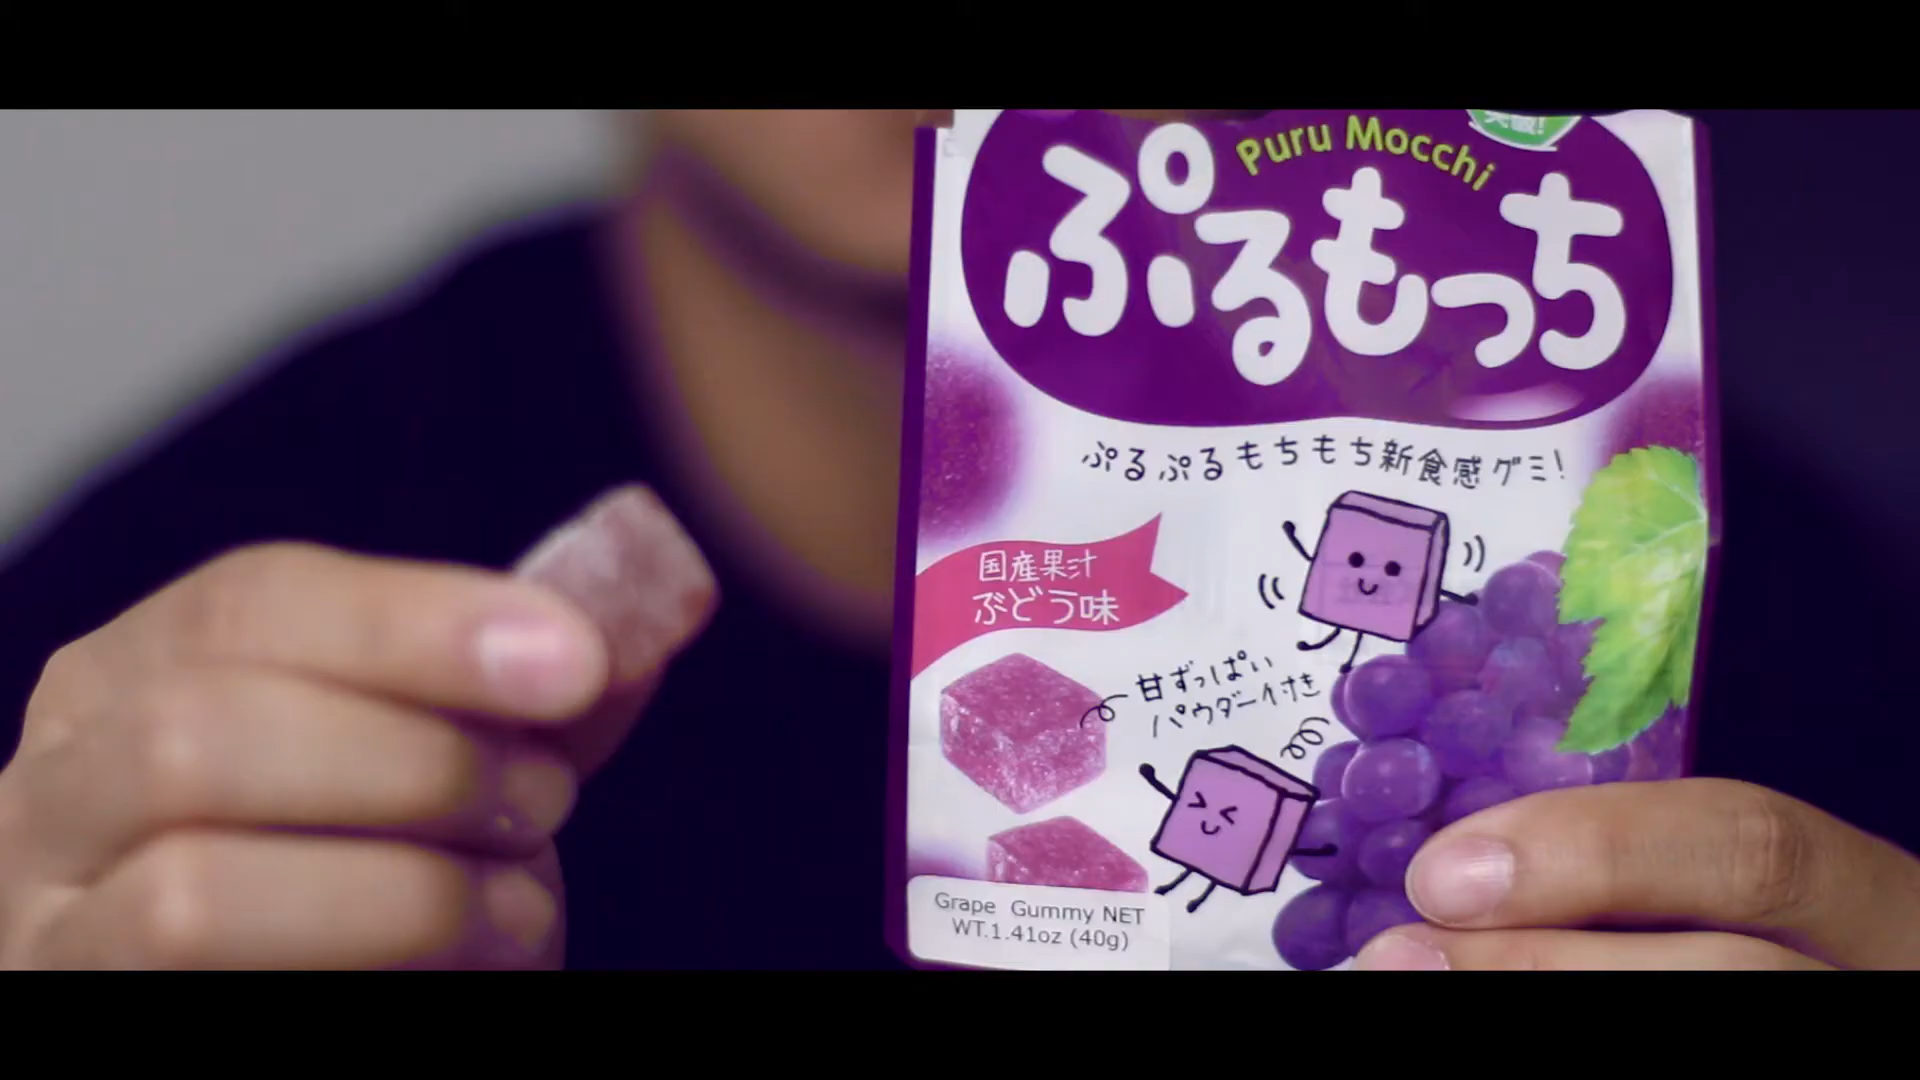 Puru Mocchi
ぷるもっち
ぷるぷるもちもち新食感グミ!
国産果汁
ぶどう味
甘ずっぱい
パウダー付き
Grape Gummy NET
WT.1.41oz (40g)